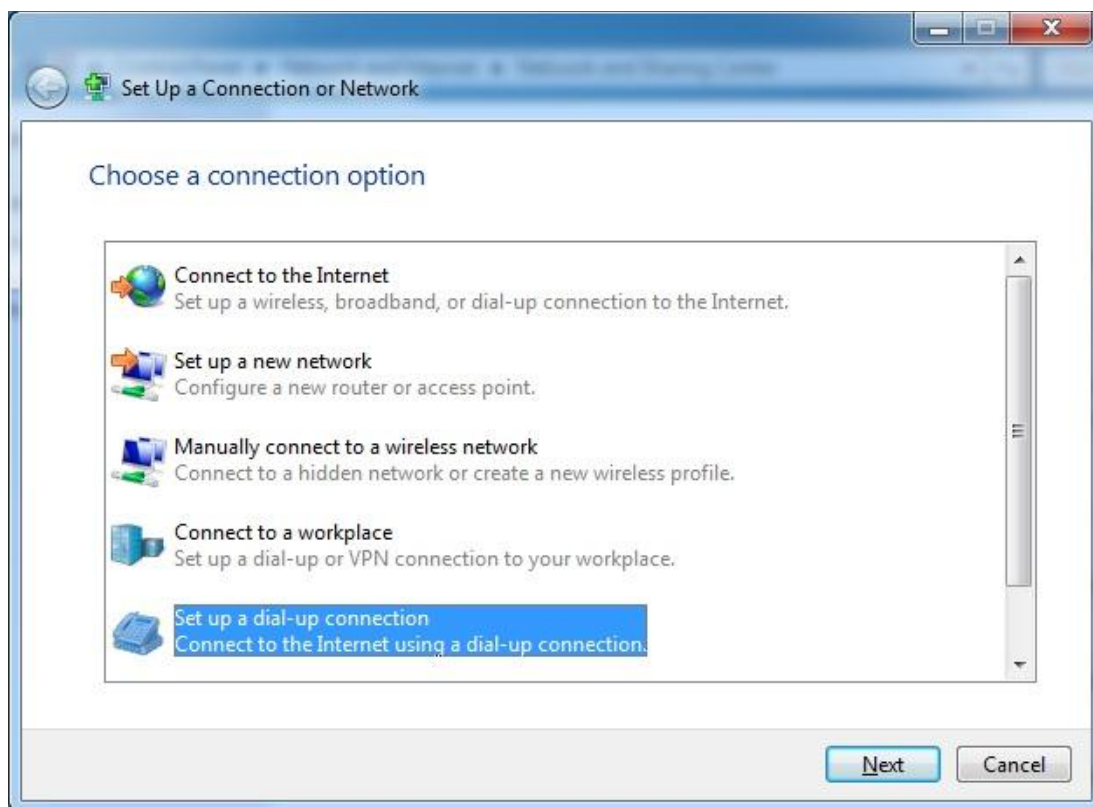 Set Up a Connection or Network
Choose a connection option
Connect to the Internet
Set up a wireless, broadband, or dial-up connection to the Internet.
Set up a new network
Configure a new router or access point.
Manually connect to a wireless network
Connect to a hidden network or create a new wireless profile.
Connect to a workplace
Set up a dial-up or VPN connection to your workplace.
Set up a dial-up connection
Connect to the Internet using a dial-up connection.
Next
Cancel